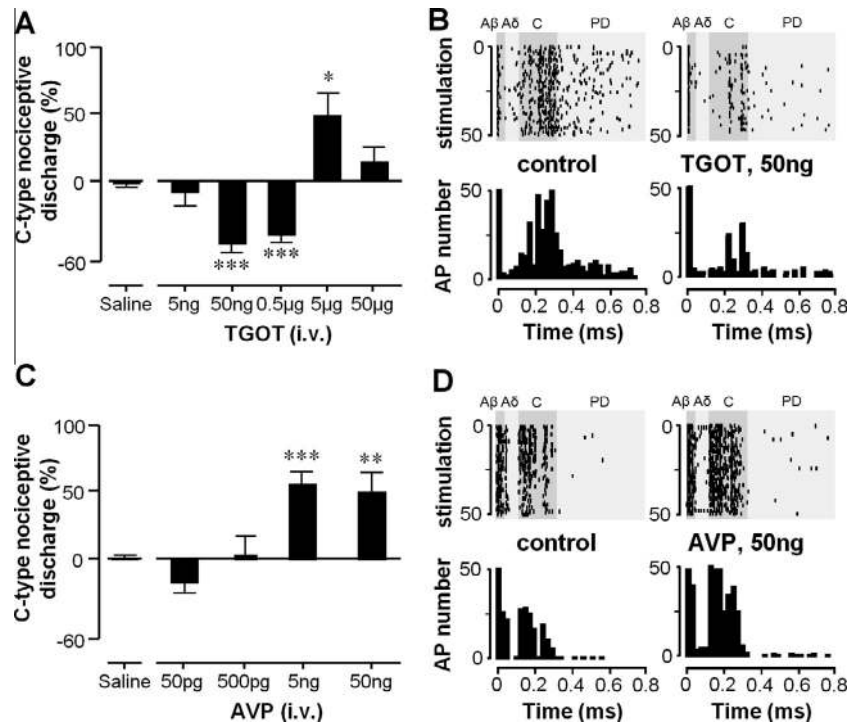 A
C-type nociceptive
discharge (%)
100
50
0
-60
*
***
***
Saline
5ng
50ng
0.5µg
5µg
50µg
TGOT (i.v.)
B
Aβ Aδ C PD
Aβ Aδ C PD
stimulation
0
50
0
50
control
TGOT, 50ng
AP number
50
0
50
0
0 0.2 0.4 0.6 0.8
0 0.2 0.4 0.6 0.8
Time (ms)
Time (ms)
C
C-type nociceptive
discharge (%)
100
50
0
-60
***
**
Saline
50pg
500pg
5ng
50ng
AVP (i.v.)
D
Aβ Aδ C PD
Aβ Aδ C PD
stimulation
0
50
0
50
control
AVP, 50ng
AP number
50
0
50
0
0 0.2 0.4 0.6 0.8
0 0.2 0.4 0.6 0.8
Time (ms)
Time (ms)